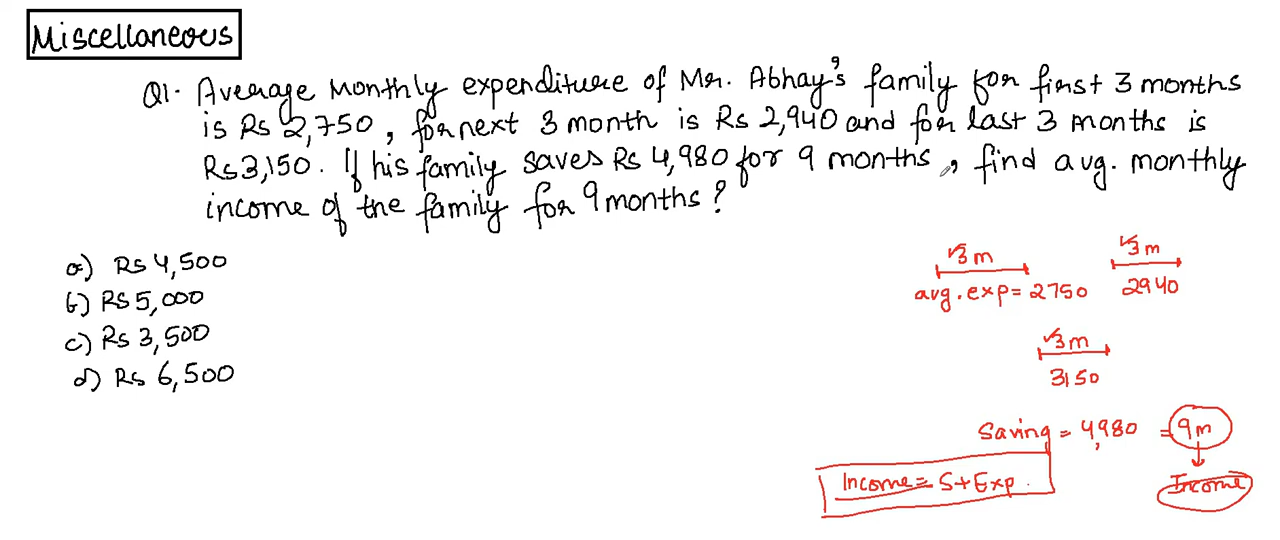 Miscellaneous
Q1. Average Monthly expenditure of Mr. Abhay's family for first 3 months
is Rs 2,750, for next 3 month is Rs 2,940 and for last 3 months is
Rs 3,150. If his family saves Rs 4,980 for 9 months, find avg. monthly
income of the family for 9 months?
a) Rs 4,500
b) Rs 5,000
c) Rs 3,500
d) Rs 6,500
3m
3m
avg. exp = 2750
2940
3m
3150
Saving = 4,980 = 9m
Income = S + Exp.
Income